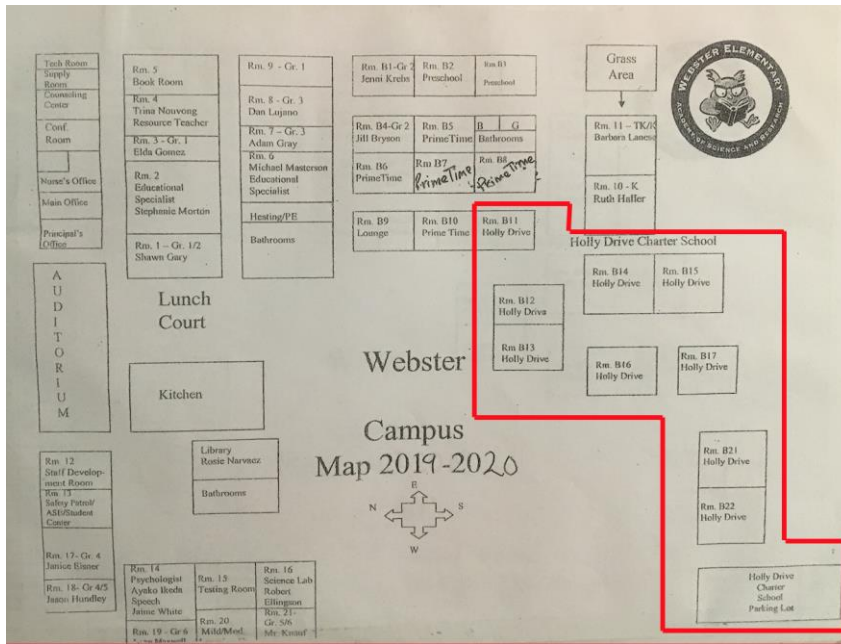 Tech Room
Supply
Room
Counseling
Center
Conf.
Room
Nurse's Office
Main Office
Principal's
Office
Rm. 5
Book Room
Rm. 4
Trina Nouvong
Resource Teacher
Rm. 3 - Gr. 1
Elda Gomez
Rm. 2
Educational
Specialist
Stephanie Morton
Rm. 1 – Gr. 1/2
Shawn Gary
Rm. 9 - Gr. 1
Rm. 8 - Gr. 3
Dan Lujano
Rm. 7 – Gr. 3
Adam Gray
Rm. 6
Michael Masterson
Educational
Specialist
Heating/PE
Bathrooms
Rm. B1-Gr 2
Jenni Krebs
Rm. B2
Preschool
Rm B3
Preschool
Rm. B4-Gr 2
Jill Bryson
Rm. B5
PrimeTime
B G
Bathrooms
Rm. B6
PrimeTime
Rm B7
PrimeTime
Rm. B8
PrimeTime
Rm. B9
Lounge
Rm. B10
Prime Time
Rm. B11
Holly Drive
Grass
Area
Rm. 11 – TK/K
Barbara Lanese
Rm. 10 - K
Ruth Haller
WEBSTER ELEMENTARY
ACADEMY OF SCIENCE AND RESEARCH
Holly Drive Charter School
Rm. B14
Holly Drive
Rm. B15
Holly Drive
Rm. B12
Holly Drive
Rm B13
Holly Drive
Rm. B16
Holly Drive
Rm. B17
Holly Drive
AUDITORIUM
Lunch
Court
Kitchen
Webster
Campus
Map 2019-2020
E
N S
W
Library
Rosie Narvaez
Bathrooms
Rm. B21
Holly Drive
Rm. B22
Holly Drive
Holly Drive
Charter
School
Parking Lot
Rm. 12
Staff Develop-
ment Room
Rm. 13
Safety Patrol/
ASB/Student
Center
Rm. 17- Gr. 4
Janice Eisner
Rm. 18- Gr 4/5
Jason Hundley
Rm. 14
Psychologist
Ayako Ikeda
Speech
Jaime White
Rm. 19 - Gr 6
Rm. 15
Testing Room
Rm. 20
Mild/Mod.
Rm. 16
Science Lab
Robert
Ellington
Rm. 21-
Gr. 5/6